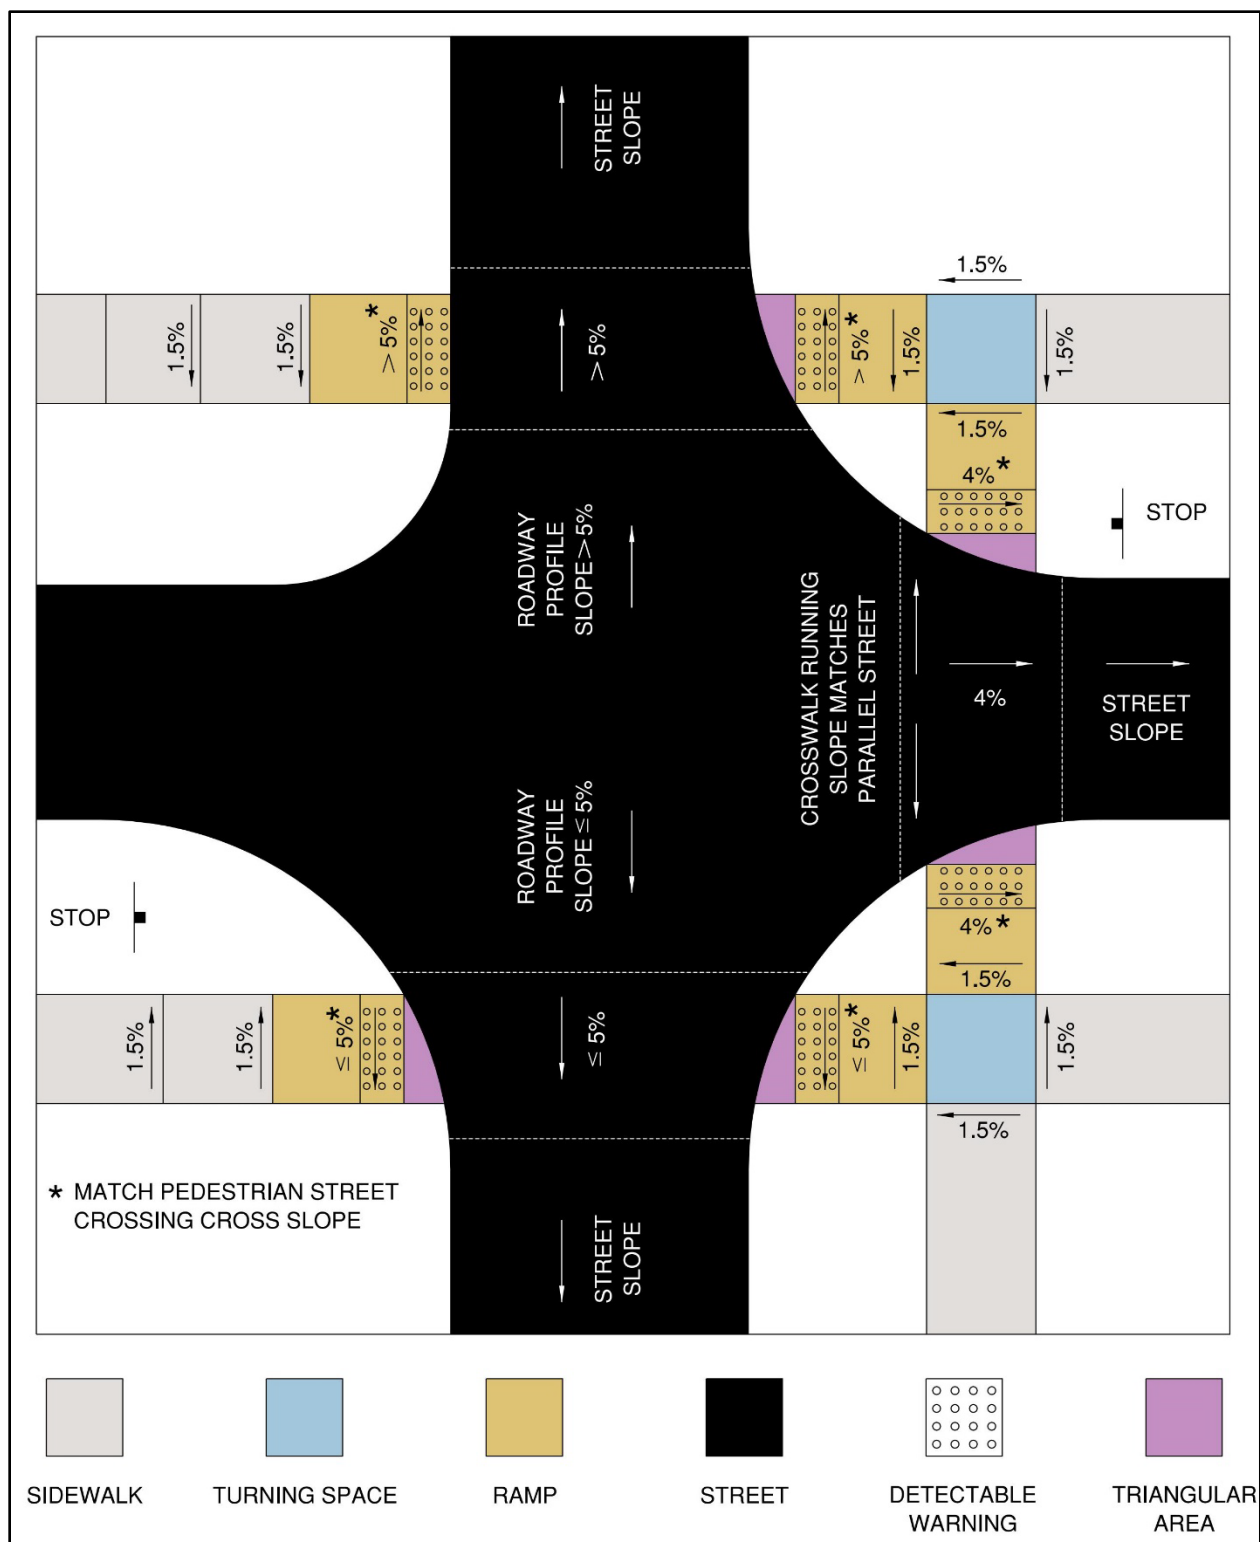 STREET
SLOPE
1.5%
1.5%
1.5%
> 5% *
> 5%
> 5% *
1.5%
1.5%
1.5%
4% *
STOP
ROADWAY
PROFILE
SLOPE > 5%
CROSSWALK RUNNING
SLOPE MATCHES
PARALLEL STREET
4%
STREET
SLOPE
ROADWAY
PROFILE
SLOPE ≤ 5%
STOP
4% *
1.5%
1.5%
1.5%
≤ 5% *
≤ 5%
≤ 5% *
1.5%
1.5%
1.5%
* MATCH PEDESTRIAN STREET
CROSSING CROSS SLOPE
STREET
SLOPE
SIDEWALK
TURNING SPACE
RAMP
STREET
DETECTABLE
WARNING
TRIANGULAR
AREA